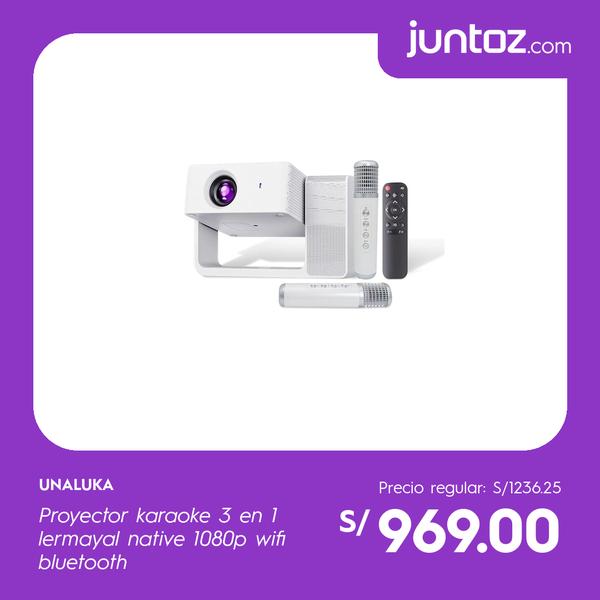 juntoz.com
UNALUKA
Proyector karaoke 3 en 1
lermayal native 1080p wifi
bluetooth
Precio regular: S/1236.25
S/ 969.00